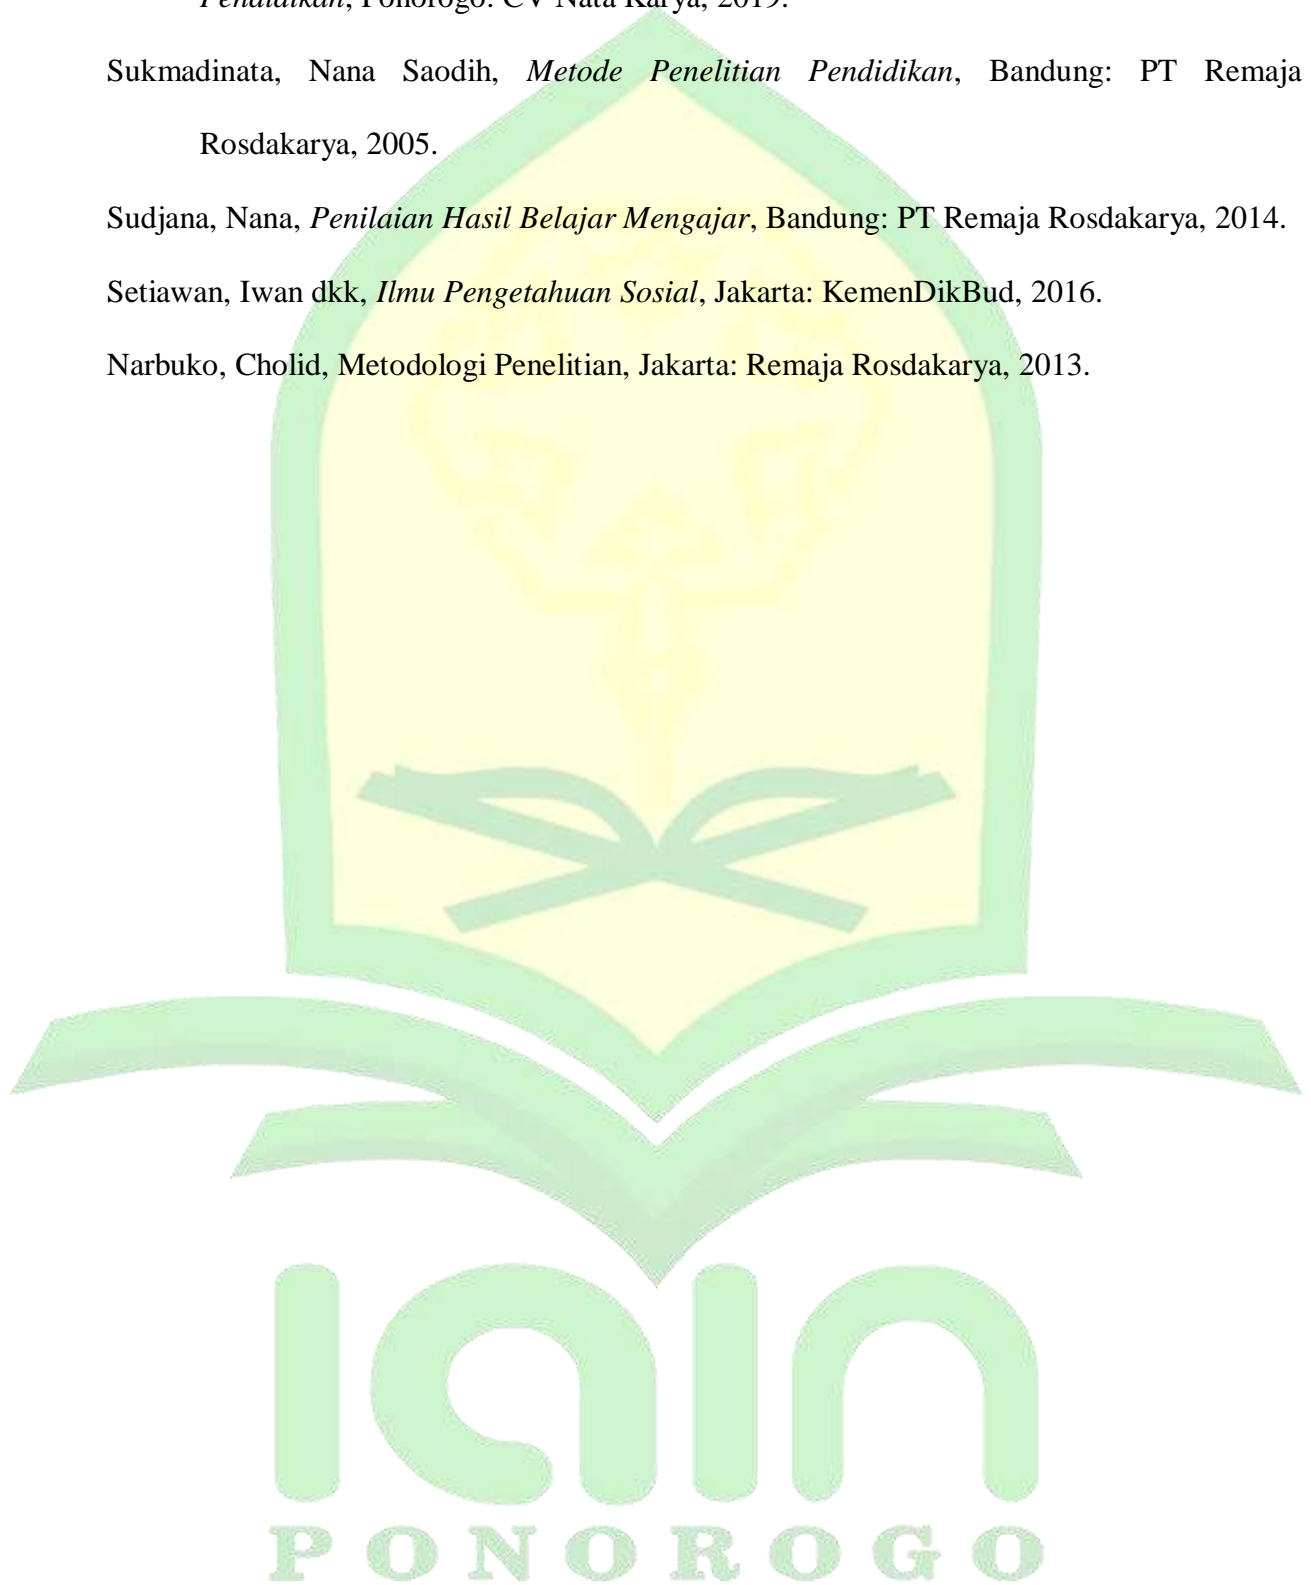 Pendidikan, Ponorogo: CV Nata Karya, 2019.
Sukmadinata, Nana Saodih, Metode Penelitian Pendidikan, Bandung: PT Remaja
Rosdakarya, 2005.
Sudjana, Nana, Penilaian Hasil Belajar Mengajar, Bandung: PT Remaja Rosdakarya, 2014.
Setiawan, Iwan dkk, Ilmu Pengetahuan Sosial, Jakarta: KemenDikBud, 2016.
Narbuko, Cholid, Metodologi Penelitian, Jakarta: Remaja Rosdakarya, 2013.
IAIN
PONOROGO